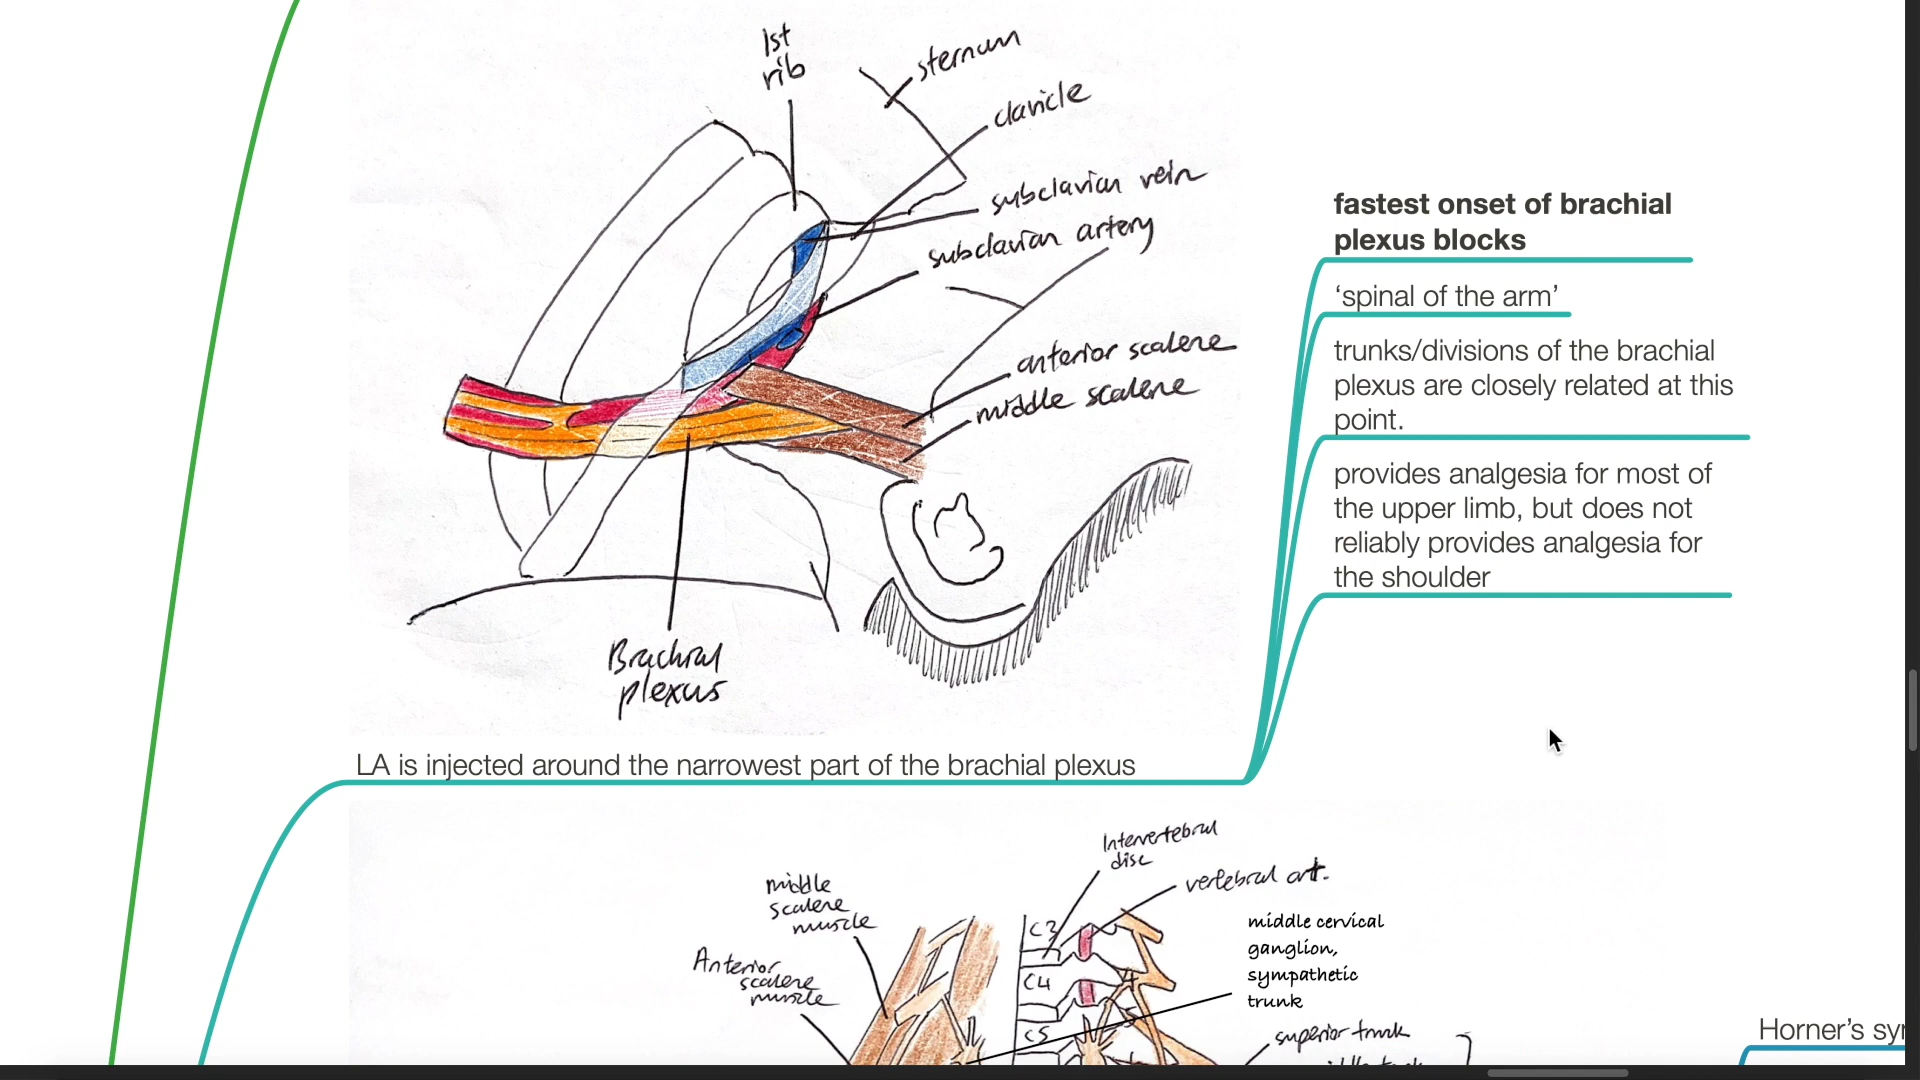 1st
rib
sternum
clavicle
subclavian vein
subclavian artery
anterior scalene
middle scalene
Brachial
plexus
fastest onset of brachial
plexus blocks
‘spinal of the arm’
trunks/divisions of the brachial
plexus are closely related at this
point.
provides analgesia for most of
the upper limb, but does not
reliably provides analgesia for
the shoulder
LA is injected around the narrowest part of the brachial plexus
Intervertebral
disc
vertebral art.
middle
scalene
muscle
Anterior
scalene
muscle
C3
C4
C5
middle cervical
ganglion,
sympathetic
trunk
superior trunk
Horner’s